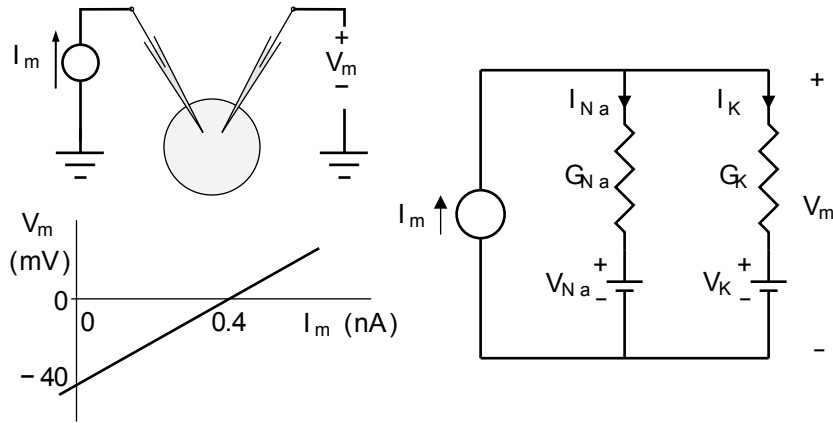 I m
+
V m
−
V m
(mV)
0
0
0.4
I m (nA)
− 40
I N a
I K
G N a
G K
I m
V m
+
−
V N a
+
−
V K
+
−